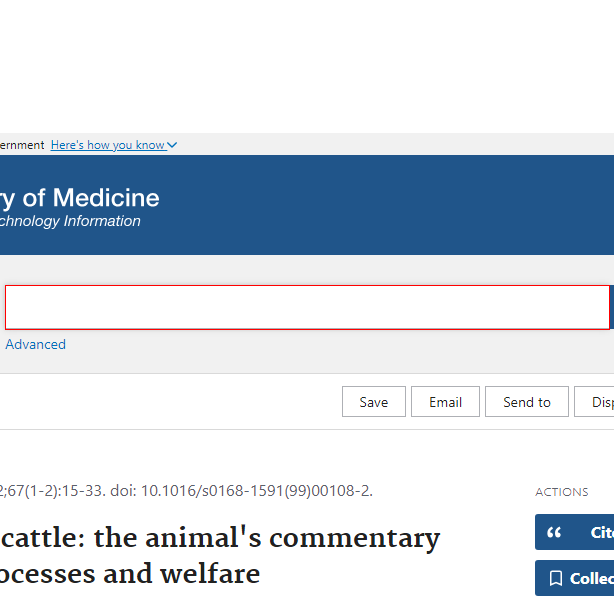 ernment Here's how you know
ry of Medicine
chnology Information
Advanced
Save Email Send to Disp
2;67(1-2):15-33. doi: 10.1016/s0168-1591(99)00108-2.
ACTIONS
cattle: the animal's commentary
ocesses and welfare
Cite
Collec